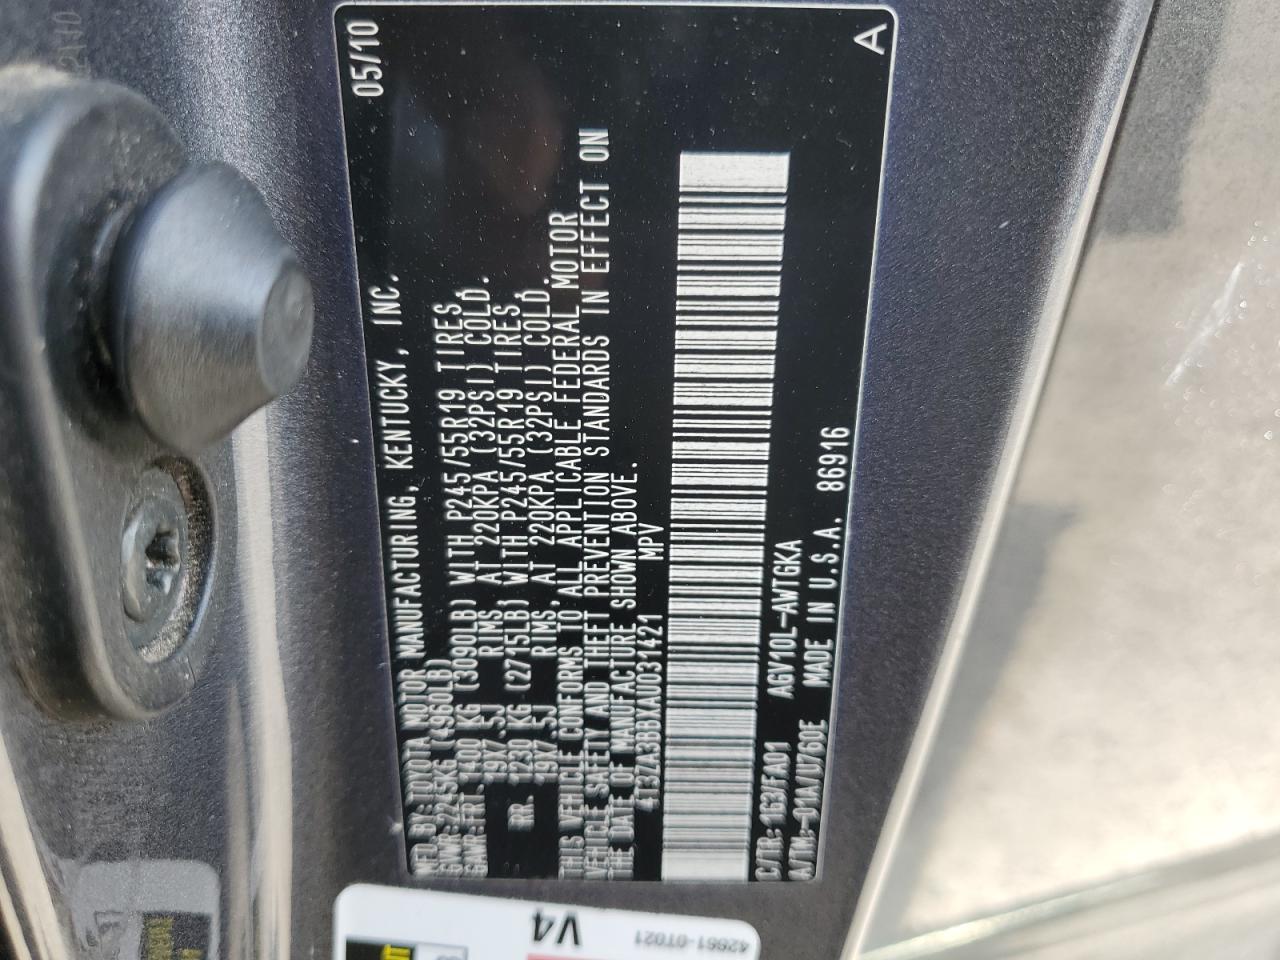 MFD. BY: TOYOTA MOTOR MANUFACTURING, KENTUCKY, INC. 05/10
GVWR: 2245KG (4960LB)
GAWR: FRT. 1400 KG (3090LB) WITH P245/55R19 TIRES,
19X7.5J RIMS, AT 220KPA (32PSI) COLD.
RR. 1230 KG (2715LB) WITH P245/55R19 TIRES,
19X7.5J RIMS, AT 220KPA (32PSI) COLD.
THIS VEHICLE CONFORMS TO ALL APPLICABLE FEDERAL MOTOR
VEHICLE SAFETY AND THEFT PREVENTION STANDARDS IN EFFECT ON
THE DATE OF MANUFACTURE SHOWN ABOVE.
4T3ZA3BBXAU031421 MPV
C/TR: 1G3/FA01 AGV10L-AWTGKA
A/TM: -01A/U760E MADE IN U.S.A. 86916
A
V4
42661-0T021